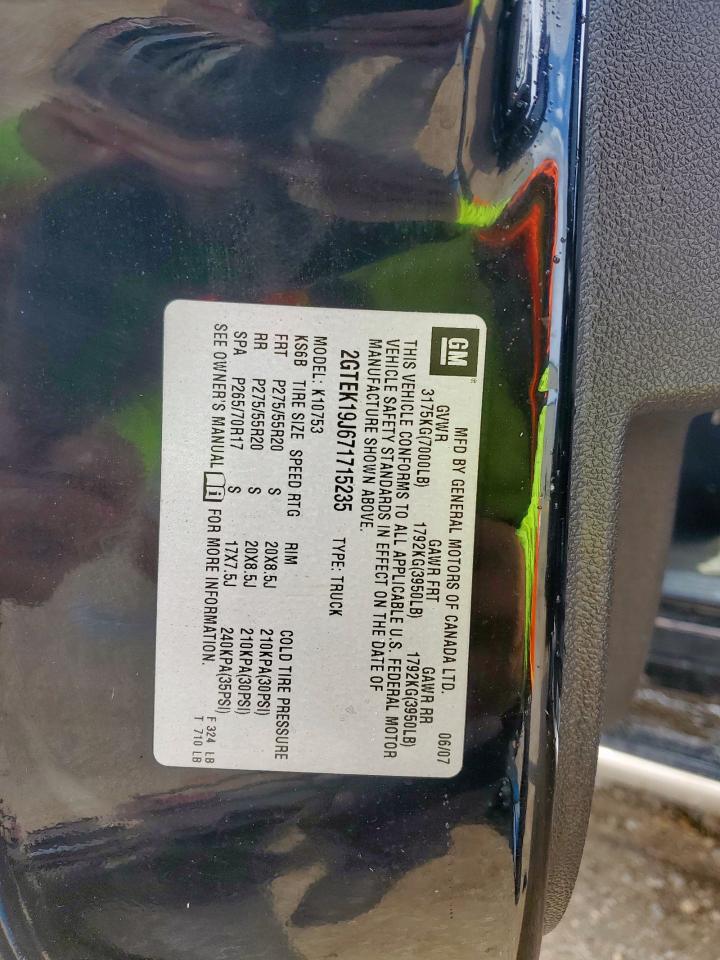 GM ®
MFD BY GENERAL MOTORS OF CANADA LTD. 06/07
GVWR GAWR FRT GAWR RR
3175KG(7000LB) 1792KG(3950LB) 1792KG(3950LB)
THIS VEHICLE CONFORMS TO ALL APPLICABLE U.S. FEDERAL MOTOR
VEHICLE SAFETY STANDARDS IN EFFECT ON THE DATE OF
MANUFACTURE SHOWN ABOVE.
2GTEK19J671715235 TYPE: TRUCK
MODEL: K10753
KS6B TIRE SIZE SPEED RTG RIM COLD TIRE PRESSURE
FRT P275/55R20 S 20X8.5J 210KPA(30PSI)
RR P275/55R20 S 20X8.5J 210KPA(30PSI)
SPA P265/70R17 S 17X7.5J 240KPA(35PSI)
SEE OWNER'S MANUAL i FOR MORE INFORMATION. F 324 LB
T 710 LB